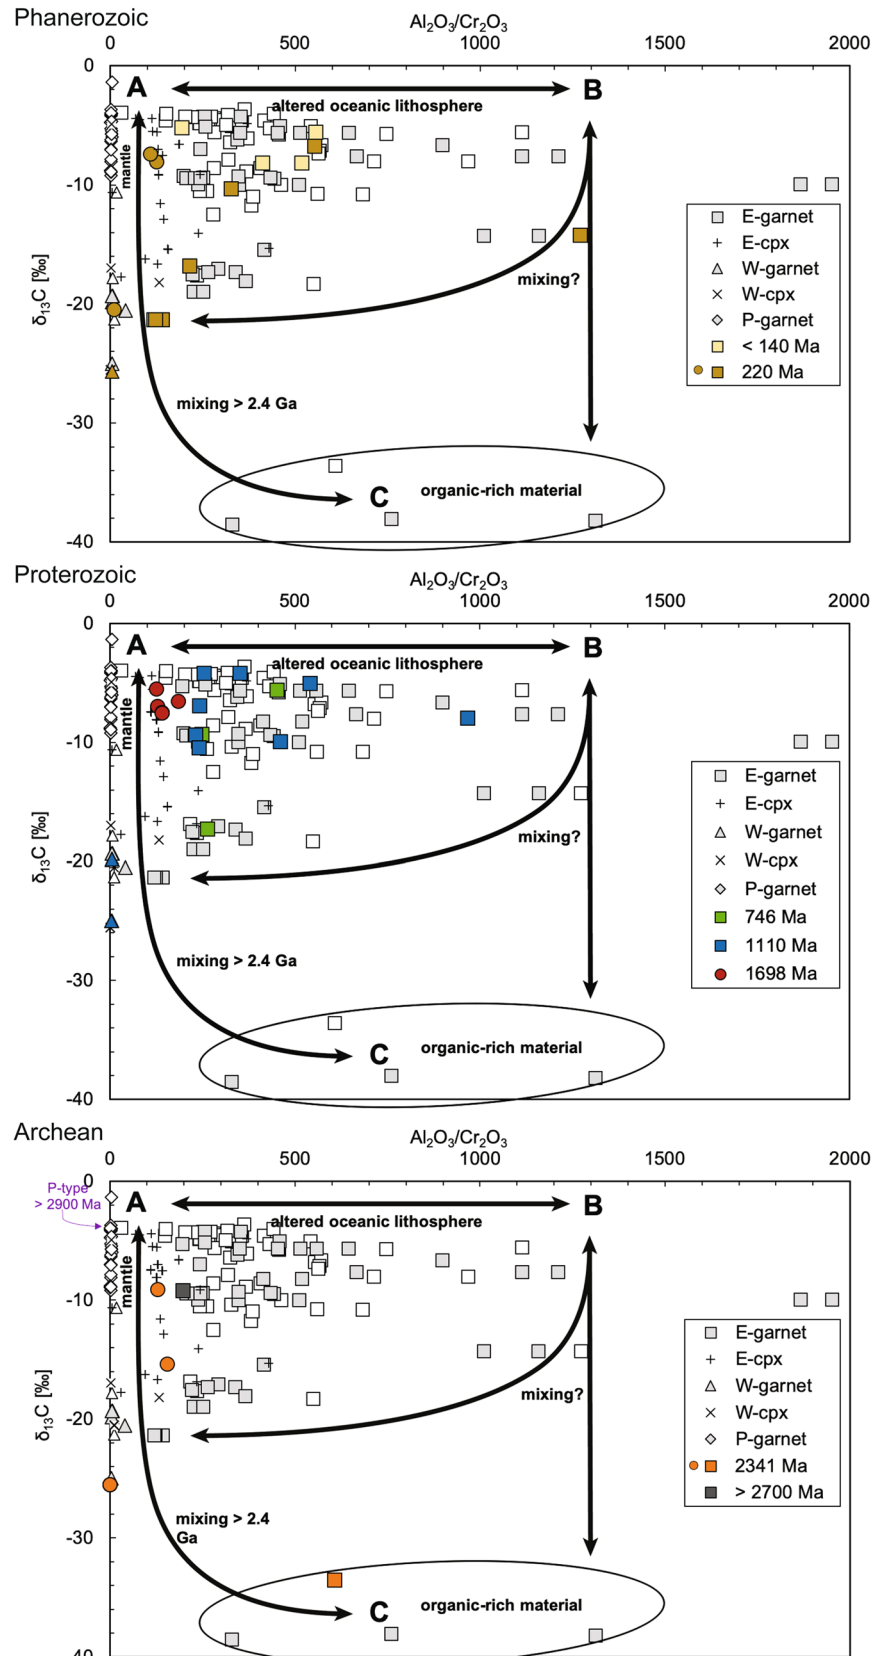 Phanerozoic
Al₂O₃/Cr₂O₃
0 500 1000 1500 2000
0
A
B
altered oceanic lithosphere
mantle
-10
E-garnet
E-cpx
W-garnet
W-cpx
P-garnet
< 140 Ma
220 Ma
δ₁₃C [‰]
mixing?
-20
mixing > 2.4 Ga
-30
C
organic-rich material
-40
Proterozoic
Al₂O₃/Cr₂O₃
0 500 1000 1500 2000
0
A
B
altered oceanic lithosphere
mantle
-10
E-garnet
E-cpx
W-garnet
W-cpx
P-garnet
746 Ma
1110 Ma
1698 Ma
δ₁₃C [‰]
mixing?
-20
mixing > 2.4 Ga
-30
C
organic-rich material
-40
Archean
Al₂O₃/Cr₂O₃
0 500 1000 1500 2000
0
P-type
> 2900 Ma
A
B
altered oceanic lithosphere
mantle
-10
E-garnet
E-cpx
W-garnet
W-cpx
P-garnet
2341 Ma
> 2700 Ma
δ₁₃C [‰]
mixing?
-20
mixing > 2.4
Ga
-30
C
organic-rich material
-40